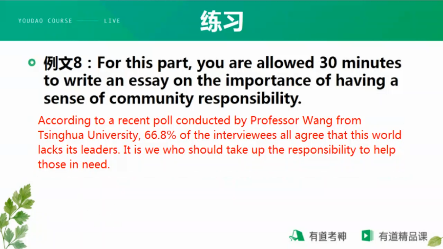 YOUDAO COURSE LIVE
练习
例文8：For this part, you are allowed 30 minutes
to write an essay on the importance of having a
sense of community responsibility.
According to a recent poll conducted by Professor Wang from
Tsinghua University, 66.8% of the interviewees all agree that this world
lacks its leaders. It is we who should take up the responsibility to help
those in need.
有道考神 有道精品课